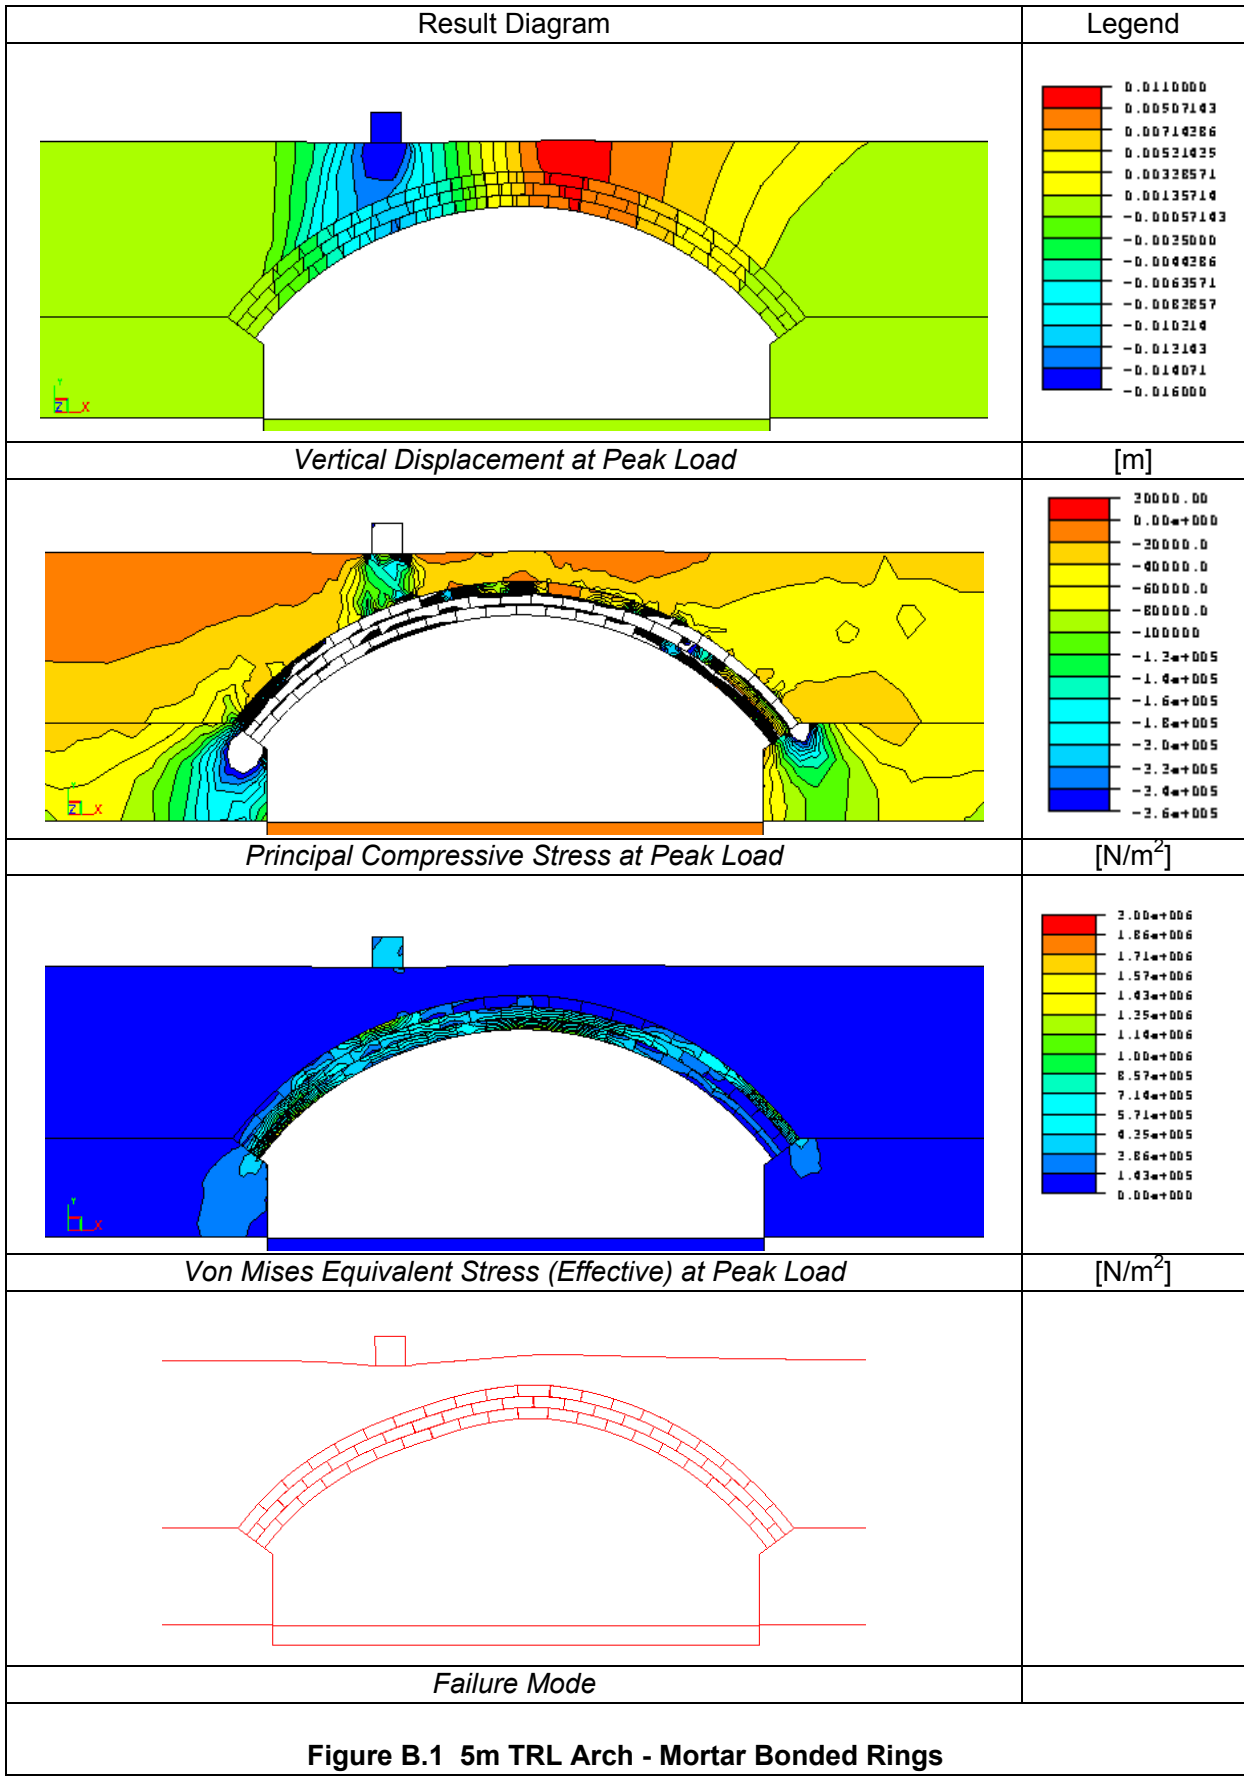 Result Diagram
Legend
0.0110000
0.00907143
0.00714286
0.00521429
0.00328571
0.00135714
-0.00057143
-0.0025000
-0.0044286
-0.0063571
-0.0082857
-0.010214
-0.012143
-0.014071
-0.016000
Y
Z X
Vertical Displacement at Peak Load
[m]
20000.00
0.00e+000
-20000.0
-40000.0
-60000.0
-80000.0
-100000
-1.2e+005
-1.4e+005
-1.6e+005
-1.8e+005
-2.0e+005
-2.2e+005
-2.4e+005
-2.6e+005
Y
Z X
Principal Compressive Stress at Peak Load
[N/m²]
2.00e+006
1.86e+006
1.71e+006
1.57e+006
1.43e+006
1.29e+006
1.14e+006
1.00e+006
8.57e+005
7.14e+005
5.71e+005
4.29e+005
2.86e+005
1.43e+005
0.00e+000
Y
X
Von Mises Equivalent Stress (Effective) at Peak Load
[N/m²]
Failure Mode
Figure B.1 5m TRL Arch - Mortar Bonded Rings